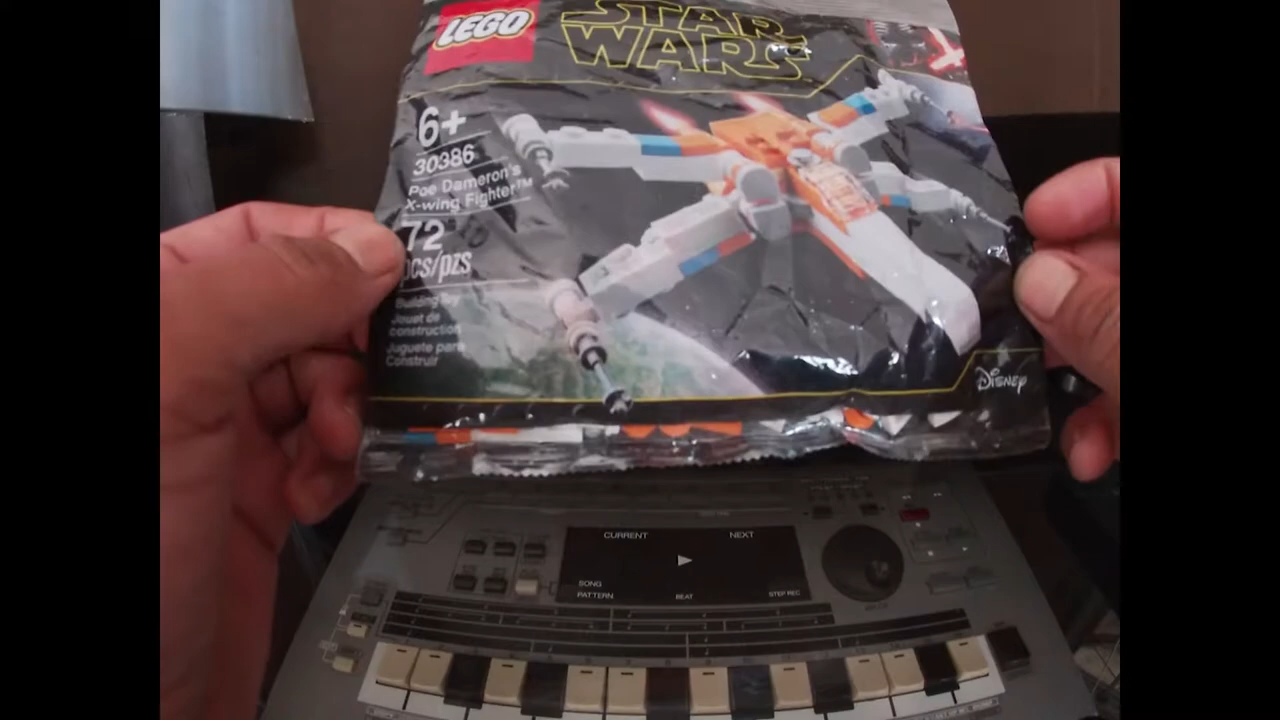 LEGO
STAR
WARS
6+
30386
Poe Dameron's
X-wing Fighter™
72
pcs/pzs
Building Toy
Jouet de
construction
Juguete para
Construir
Disney
CURRENT
NEXT
SONG
PATTERN
BEAT
STEP REC